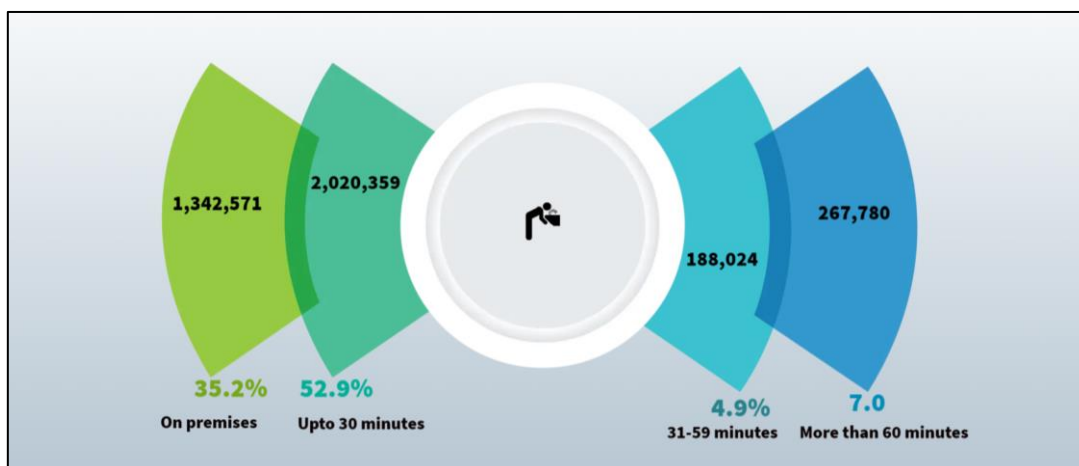 1,342,571
2,020,359
188,024
267,780
35.2%
52.9%
4.9%
7.0
On premises
Upto 30 minutes
31-59 minutes
More than 60 minutes